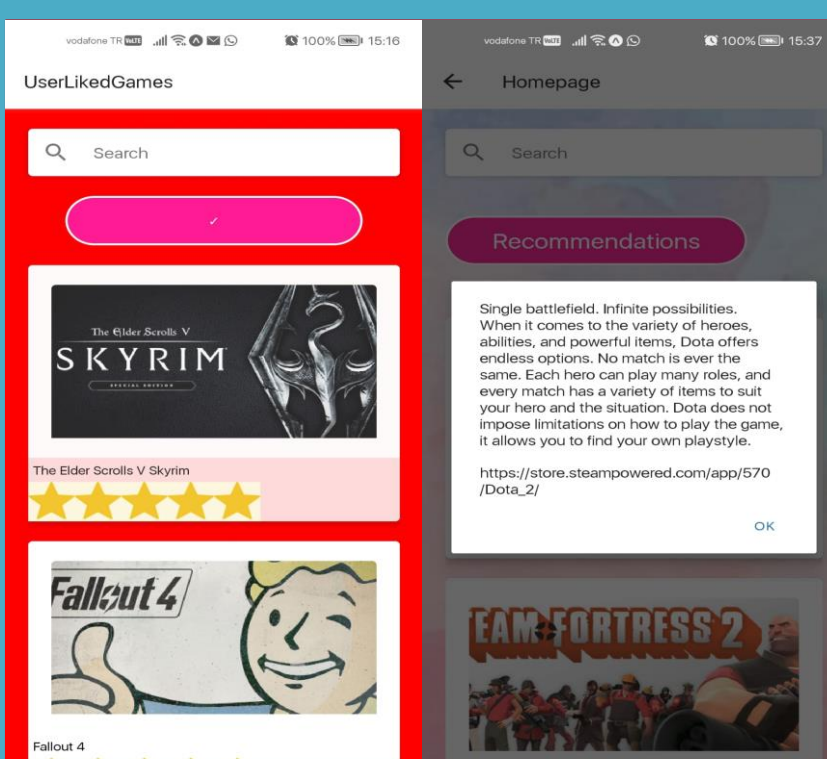 vodafone TR VoLTE 100% 15:16
UserLikedGames
Search
✓
The Elder Scrolls V
SKYRIM
SPECIAL EDITION
The Elder Scrolls V Skyrim
Fallout 4
Fallout 4
vodafone TR VoLTE 100% 15:37
Homepage
Search
Recommendations
Single battlefield. Infinite possibilities.
When it comes to the variety of heroes,
abilities, and powerful items, Dota offers
endless options. No match is ever the
same. Each hero can play many roles, and
every match has a variety of items to suit
your hero and the situation. Dota does not
impose limitations on how to play the game,
it allows you to find your own playstyle.
https://store.steampowered.com/app/570
/Dota_2/
OK
EAM FORTRESS 2